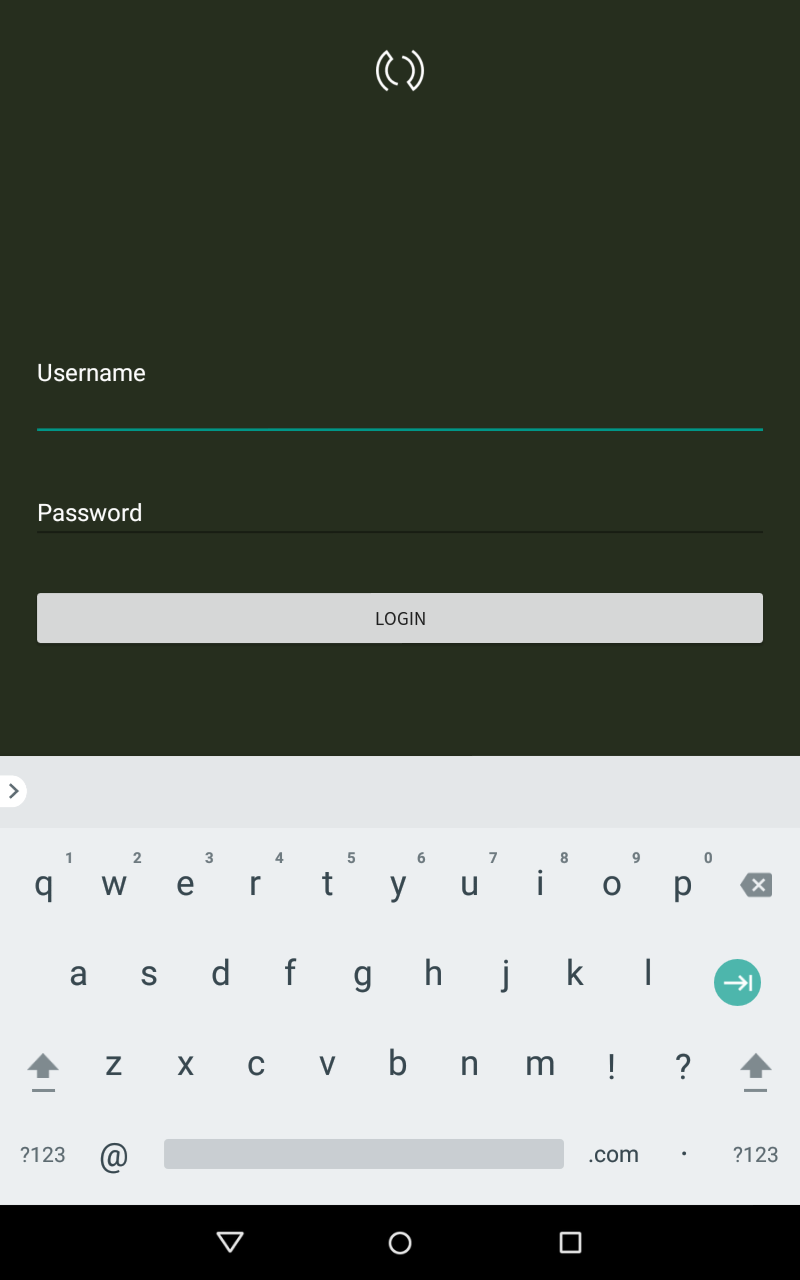 Username
Password
LOGIN
1 2 3 4 5 6 7 8 9 0
q w e r t y u i o p
a s d f g h j k l
z x c v b n m ! ?
?123 @ .com . ?123